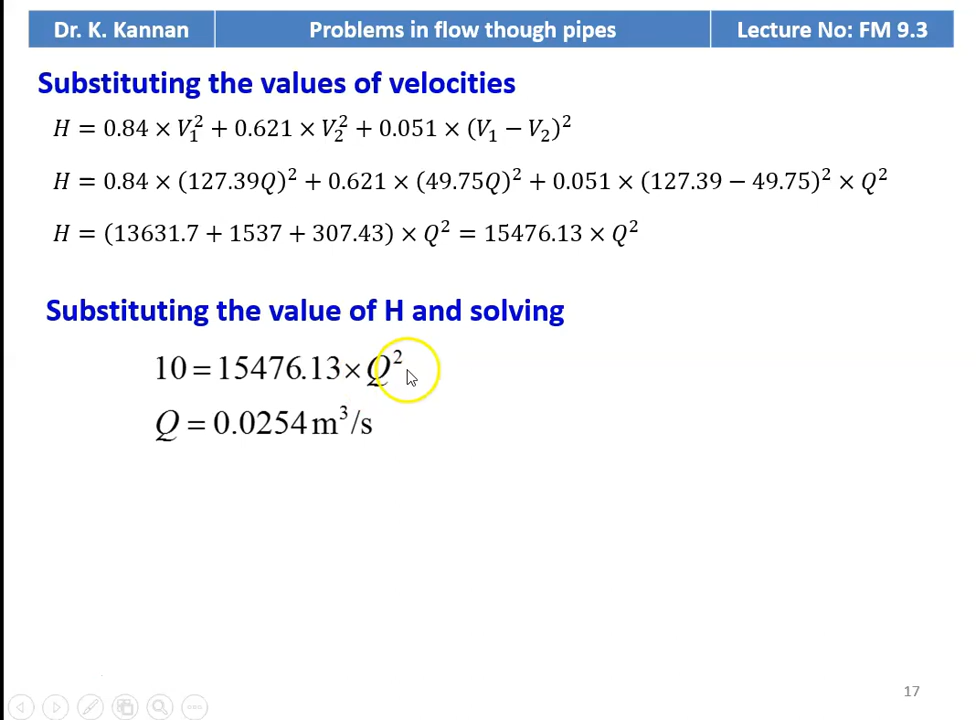 Dr. K. Kannan Problems in flow though pipes Lecture No: FM 9.3
Substituting the values of velocities
H = 0.84 × V₁² + 0.621 × V₂² + 0.051 × (V₁ − V₂)²
H = 0.84 × (127.39Q)² + 0.621 × (49.75Q)² + 0.051 × (127.39 − 49.75)² × Q²
H = (13631.7 + 1537 + 307.43) × Q² = 15476.13 × Q²
Substituting the value of H and solving
10 = 15476.13 × Q²
Q = 0.0254 m³/s
17